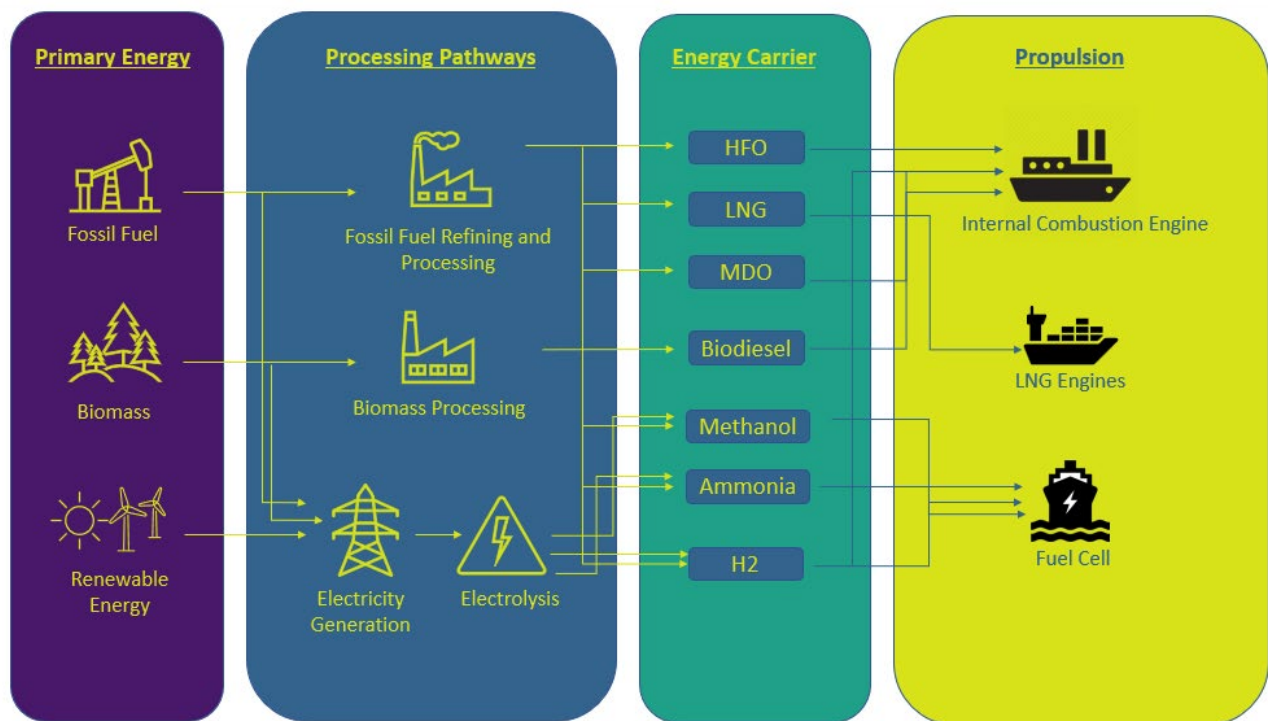 Primary Energy
Fossil Fuel
Biomass
Renewable
Energy
Processing Pathways
Fossil Fuel Refining and
Processing
Biomass Processing
Electricity
Generation
Electrolysis
Energy Carrier
HFO
LNG
MDO
Biodiesel
Methanol
Ammonia
H2
Propulsion
Internal Combustion Engine
LNG Engines
Fuel Cell